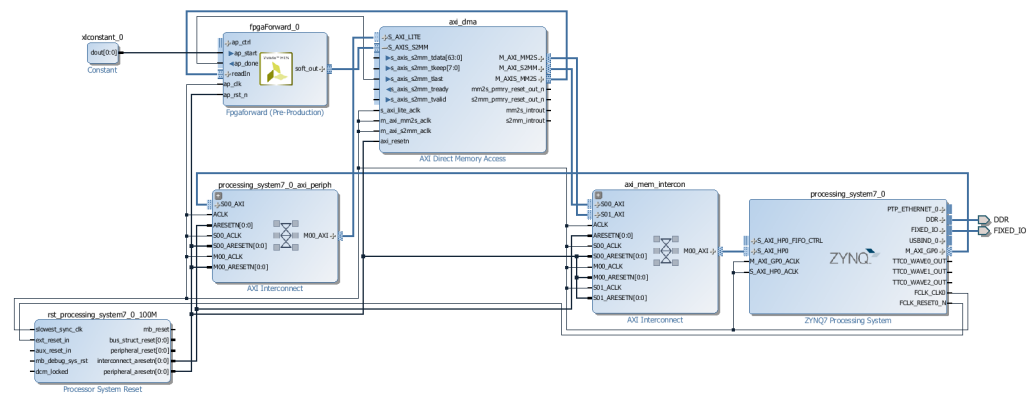 xlconstant_0
dout[0:0]
Constant
fpgaForward_0
ap_ctrl
ap_start
ap_done
readIn
ap_clk
ap_rst_n
soft_out
Fpgaforward (Pre-Production)
axi_dma
S_AXI_LITE
S_AXIS_S2MM
s_axis_s2mm_tdata[63:0]
s_axis_s2mm_tkeep[7:0]
s_axis_s2mm_tlast
s_axis_s2mm_tready
s_axis_s2mm_tvalid
s_axi_lite_aclk
m_axi_mm2s_aclk
m_axi_s2mm_aclk
axi_resetn
M_AXI_MM2S
M_AXI_S2MM
M_AXIS_MM2S
mm2s_prmry_reset_out_n
s2mm_prmry_reset_out_n
mm2s_introut
s2mm_introut
AXI Direct Memory Access
processing_system7_0_axi_periph
S00_AXI
ACLK
ARESETN[0:0]
S00_ACLK
S00_ARESETN[0:0]
M00_ACLK
M00_ARESETN[0:0]
M00_AXI
AXI Interconnect
axi_mem_intercon
S00_AXI
S01_AXI
ACLK
ARESETN[0:0]
S00_ACLK
S00_ARESETN[0:0]
M00_ACLK
M00_ARESETN[0:0]
S01_ACLK
S01_ARESETN[0:0]
M00_AXI
AXI Interconnect
processing_system7_0
S_AXI_HP0_FIFO_CTRL
S_AXI_HP0
M_AXI_GP0_ACLK
S_AXI_HP0_ACLK
ZYNQ
PTP_ETHERNET_0
DDR
FIXED_IO
USBIND_0
M_AXI_GP0
TTC0_WAVE0_OUT
TTC0_WAVE1_OUT
TTC0_WAVE2_OUT
FCLK_CLK0
FCLK_RESET0_N
ZYNQ7 Processing System
DDR
FIXED_IO
rst_processing_system7_0_100M
slowest_sync_clk
ext_reset_in
aux_reset_in
mb_debug_sys_rst
dcm_locked
mb_reset
bus_struct_reset[0:0]
peripheral_reset[0:0]
interconnect_aresetn[0:0]
peripheral_aresetn[0:0]
Processor System Reset